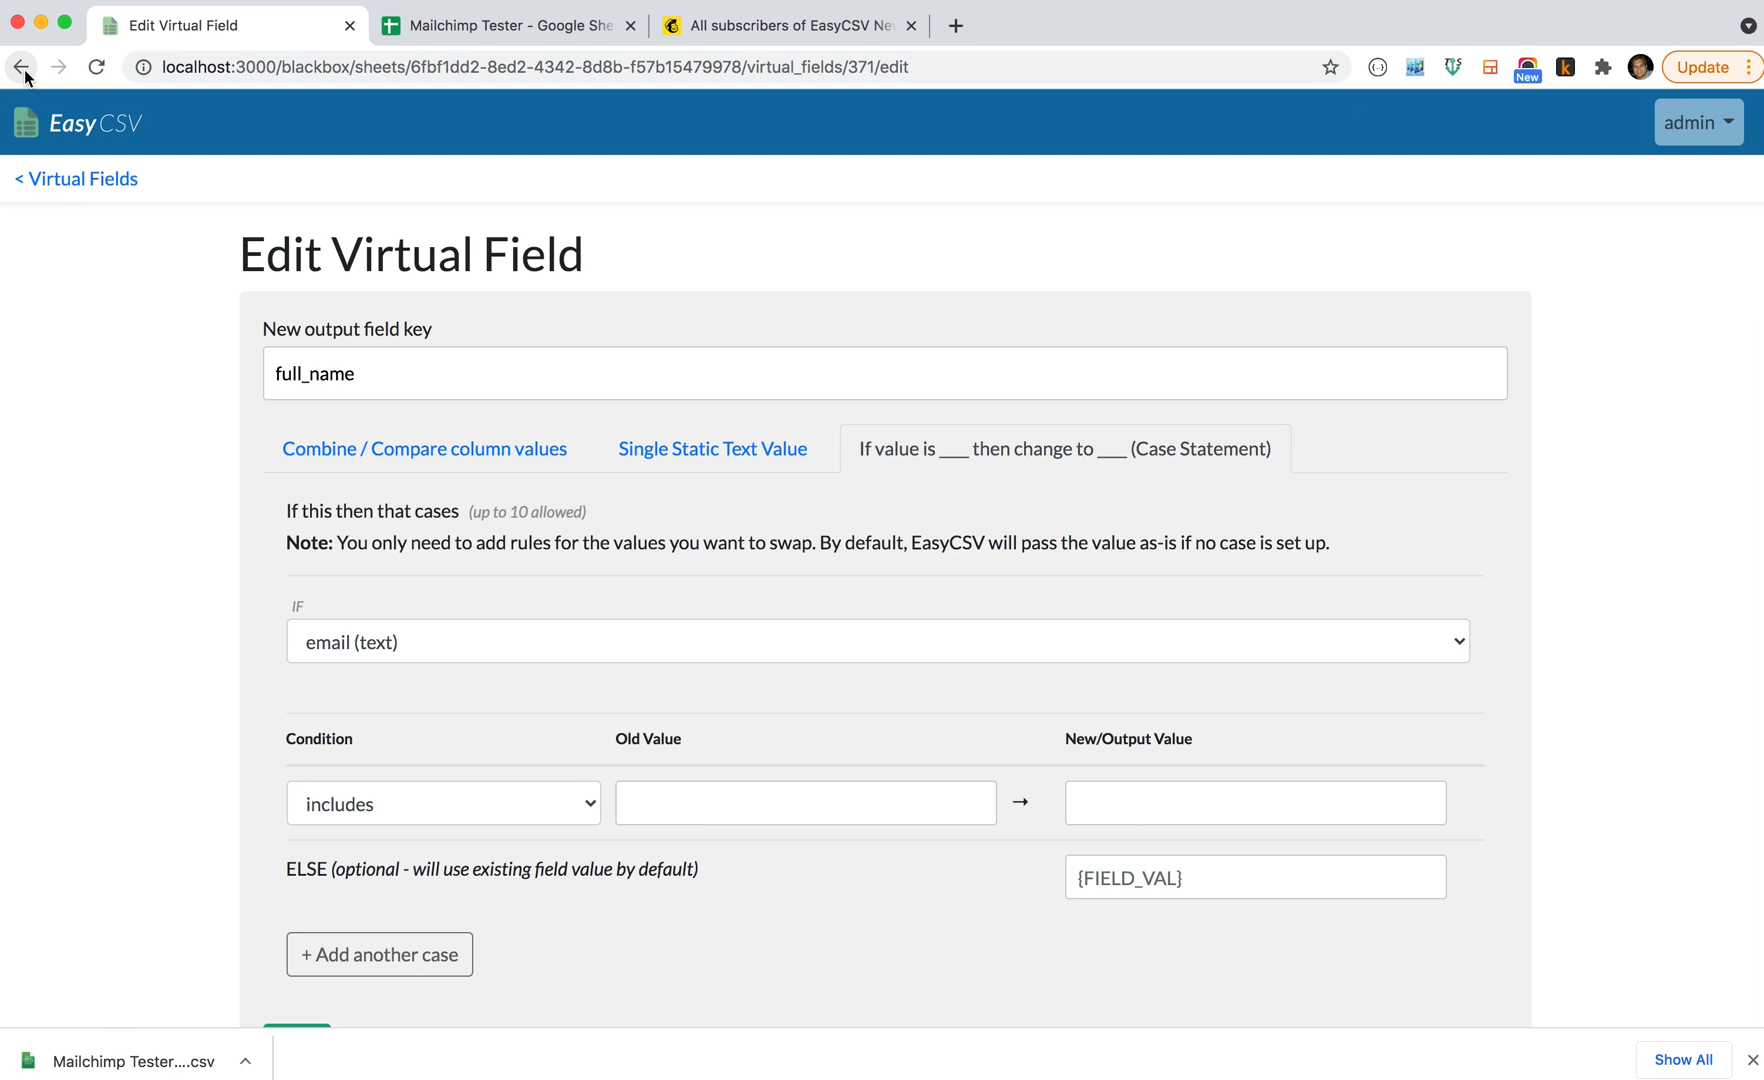 Edit Virtual Field
Mailchimp Tester - Google She
All subscribers of EasyCSV Nev
localhost:3000/blackbox/sheets/6fbf1dd2-8ed2-4342-8d8b-f57b15479978/virtual_fields/371/edit
New
Update
EasyCSV
admin
< Virtual Fields
Edit Virtual Field
New output field key
full_name
Combine / Compare column values
Single Static Text Value
If value is ___ then change to ___ (Case Statement)
If this then that cases (up to 10 allowed)
Note: You only need to add rules for the values you want to swap. By default, EasyCSV will pass the value as-is if no case is set up.
IF
email (text)
Condition
Old Value
New/Output Value
includes
→
ELSE (optional - will use existing field value by default)
{FIELD_VAL}
+ Add another case
Mailchimp Tester....csv
Show All